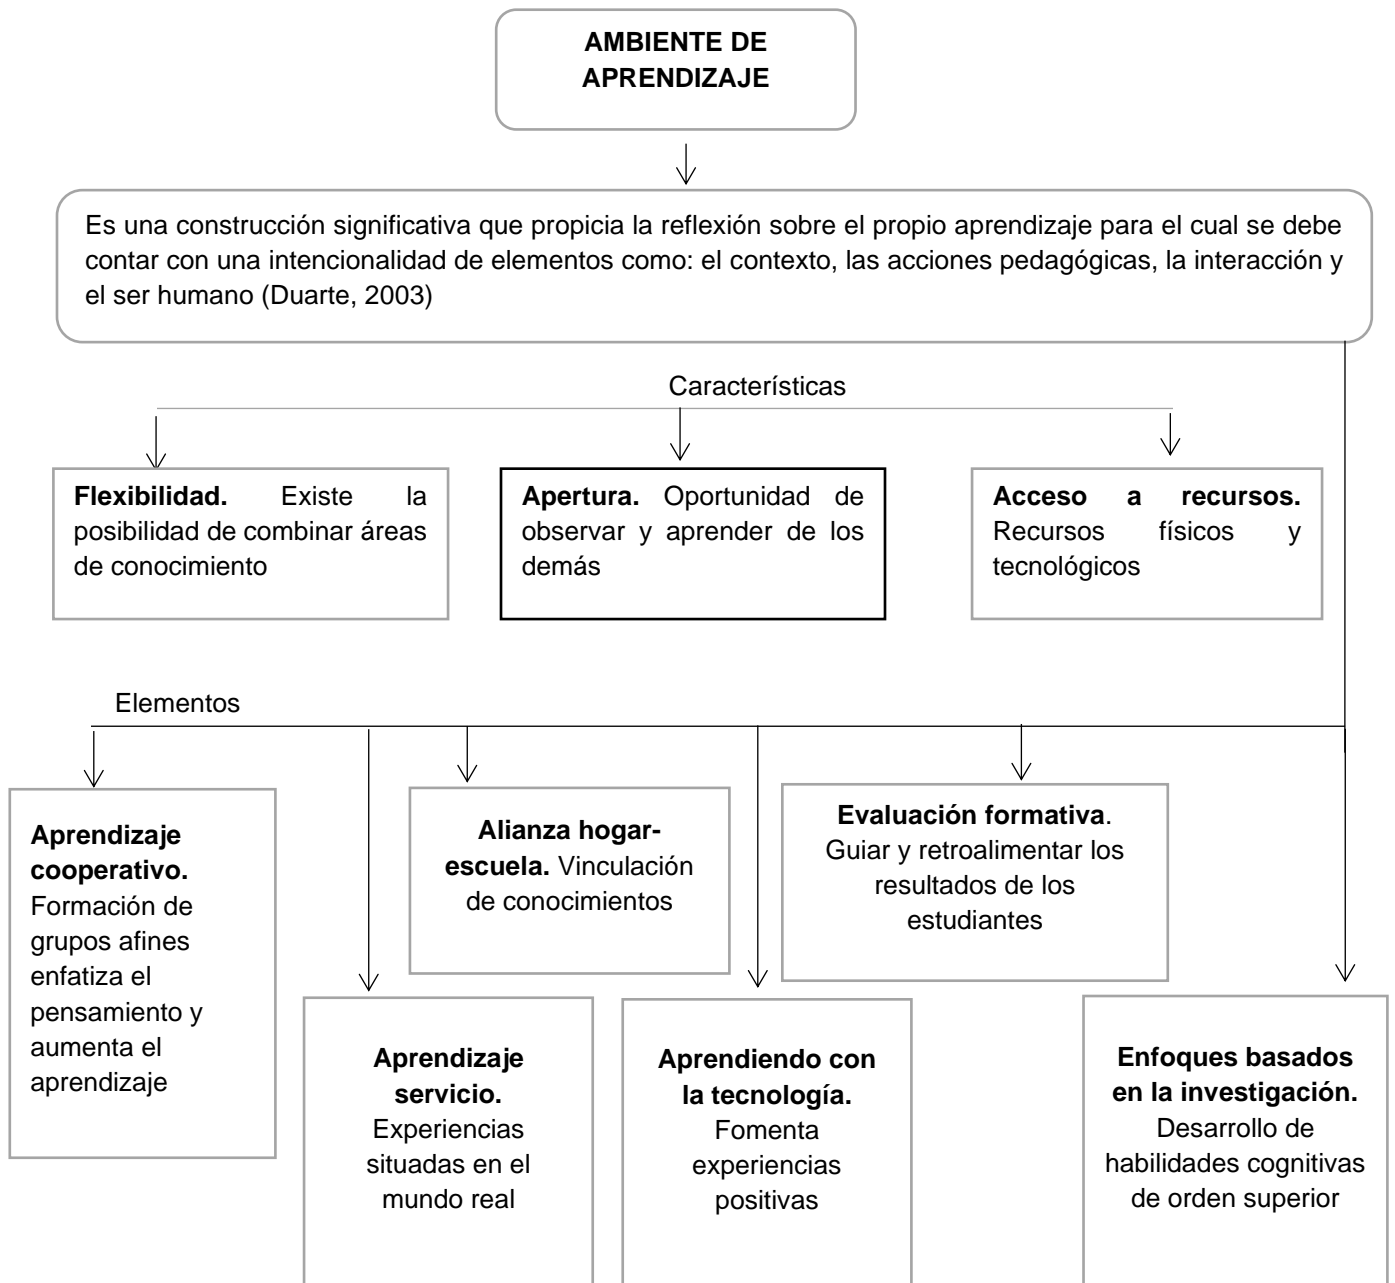 AMBIENTE DE
APRENDIZAJE
Es una construcción significativa que propicia la reflexión sobre el propio aprendizaje para el cual se debe
contar con una intencionalidad de elementos como: el contexto, las acciones pedagógicas, la interacción y
el ser humano (Duarte, 2003)
Características
Flexibilidad. Existe la
posibilidad de combinar áreas
de conocimiento
Apertura. Oportunidad de
observar y aprender de los
demás
Acceso a recursos.
Recursos físicos y
tecnológicos
Elementos
Aprendizaje
cooperativo.
Formación de
grupos afines
enfatiza el
pensamiento y
aumenta el
aprendizaje
Aprendizaje
servicio.
Experiencias
situadas en el
mundo real
Alianza hogar-
escuela. Vinculación
de conocimientos
Aprendiendo con
la tecnología.
Fomenta
experiencias
positivas
Evaluación formativa.
Guiar y retroalimentar los
resultados de los
estudiantes
Enfoques basados
en la investigación.
Desarrollo de
habilidades cognitivas
de orden superior